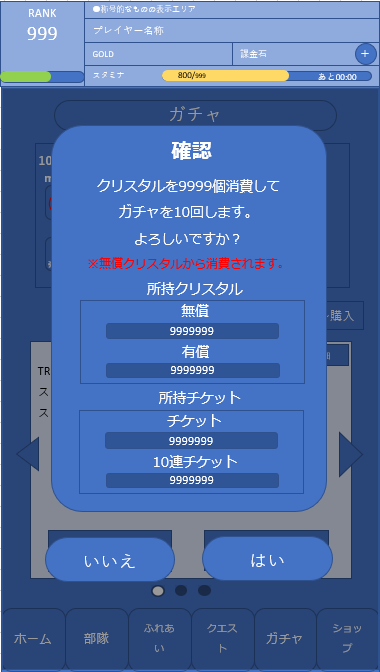 RANK
999
●称号的なものの表示エリア
プレイヤー名称
GOLD
課金石
+
スタミナ
800/999
あと00:00
ガチャ
確認
クリスタルを9999個消費して
ガチャを10回します。
よろしいですか？
※無償クリスタルから消費されます。
所持クリスタル
無償
9999999
有償
9999999
所持チケット
チケット
9999999
10連チケット
9999999
10
m
購入
TR
ス
ス
いいえ
はい
ホーム
部隊
ふれあ
い
クエス
ト
ガチャ
ショッ
プ